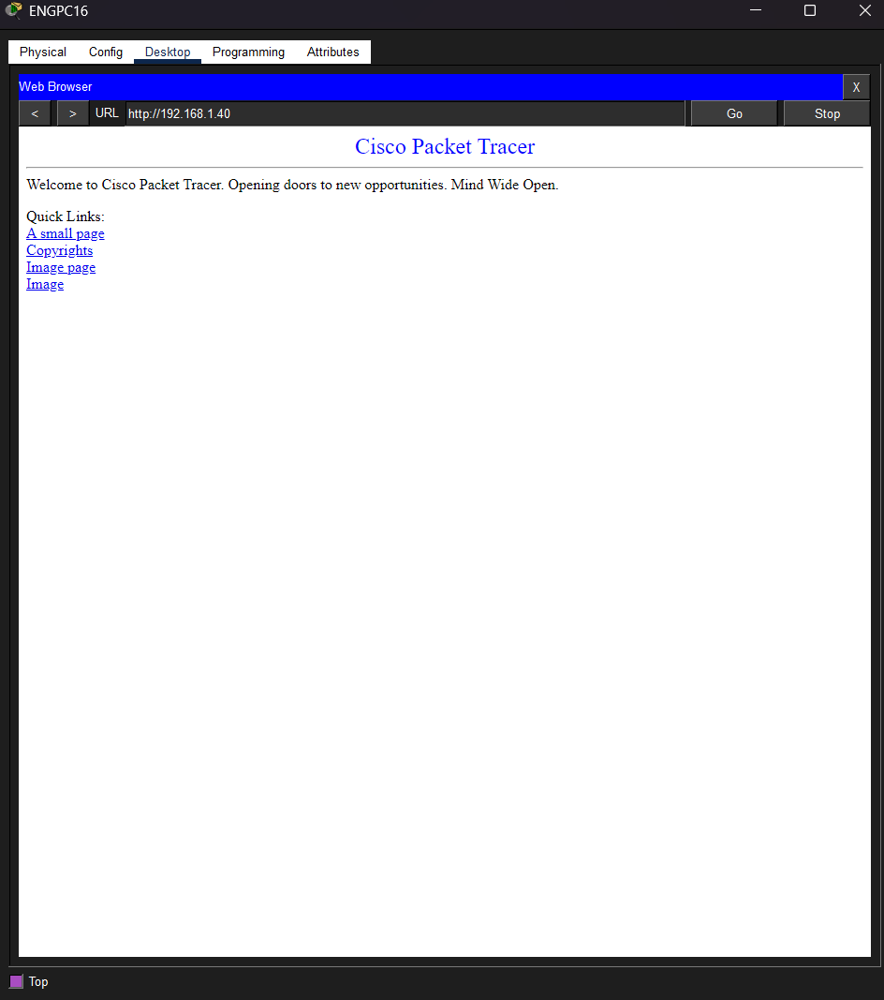 ENGPC16
Physical Config Desktop Programming Attributes
Web Browser X
< > URL http://192.168.1.40 Go Stop
Cisco Packet Tracer
Welcome to Cisco Packet Tracer. Opening doors to new opportunities. Mind Wide Open.
Quick Links:
A small page
Copyrights
Image page
Image
Top